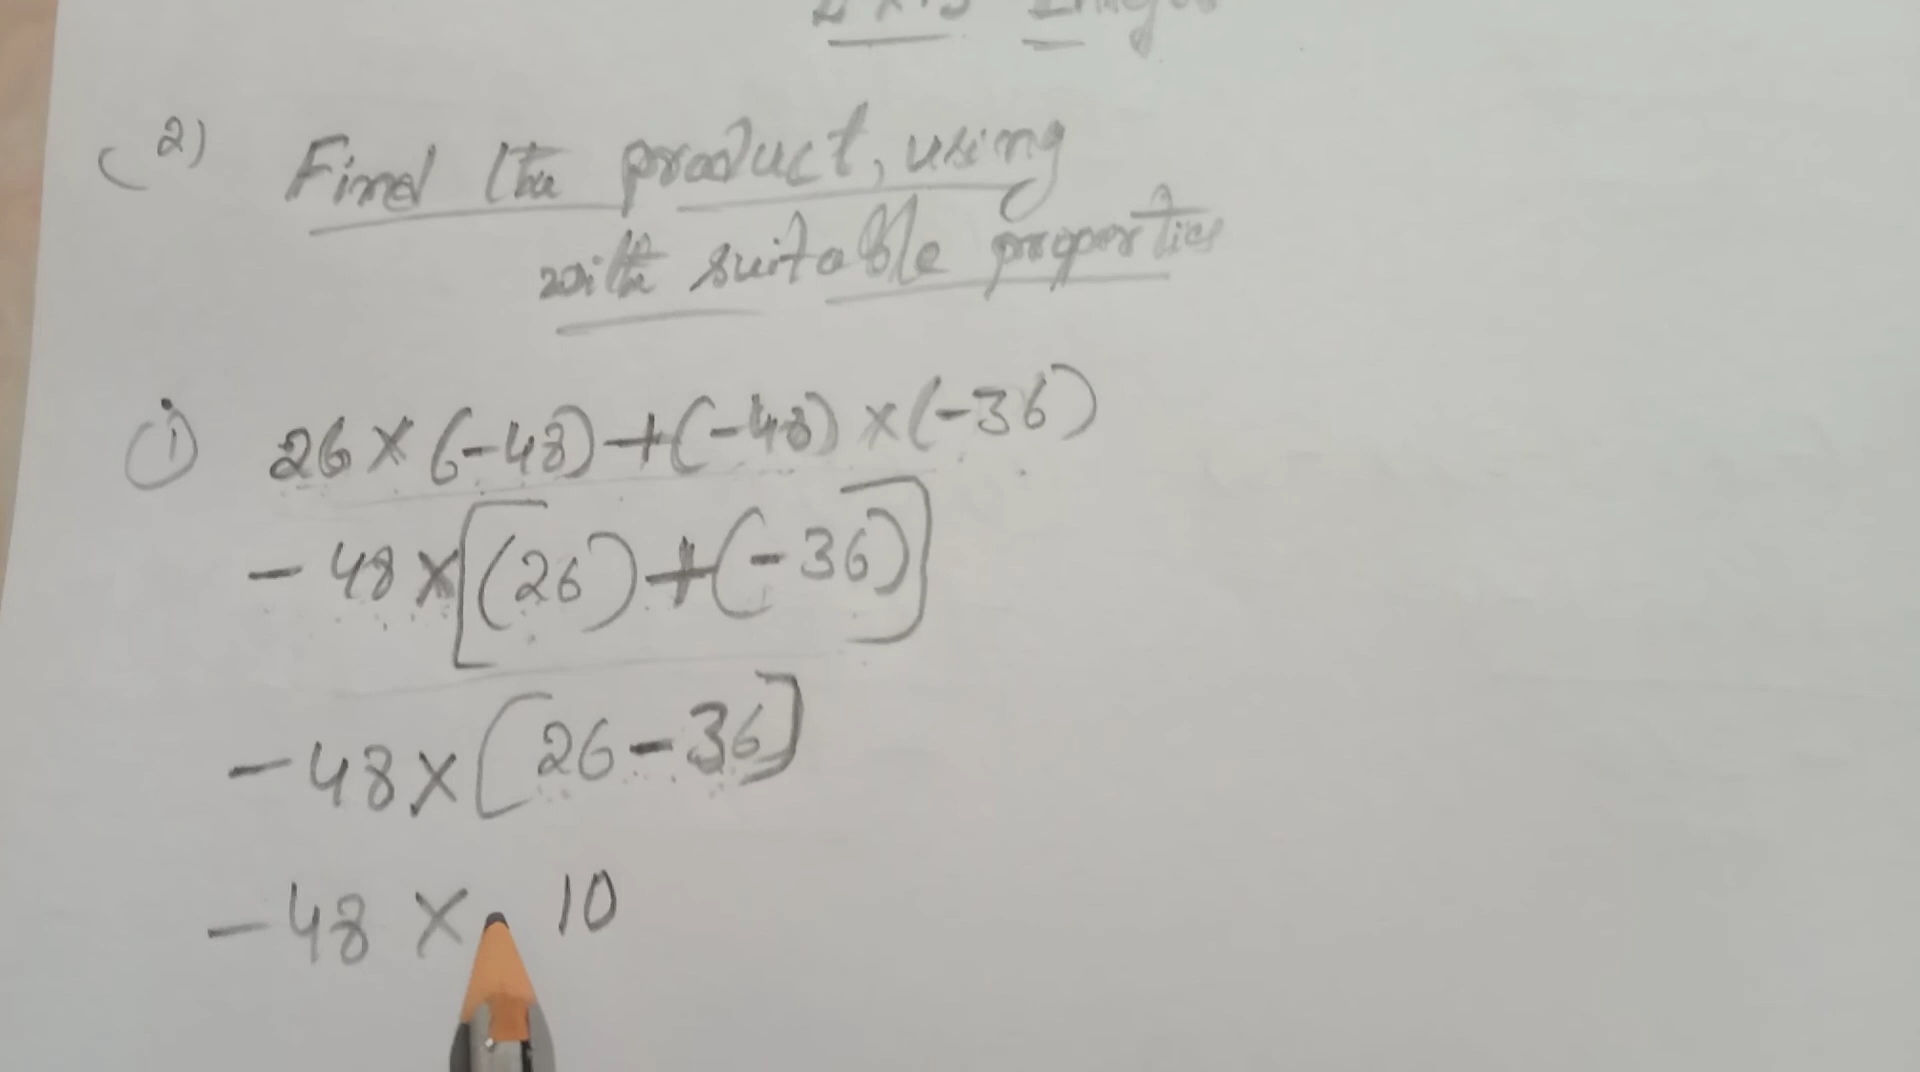 2) Find the product, using
with suitable properties
i) 26 × (-48) + (-48) × (-36)
- 48 × [(26) + (-36)]
- 48 × [26 - 36]
- 48 × 10